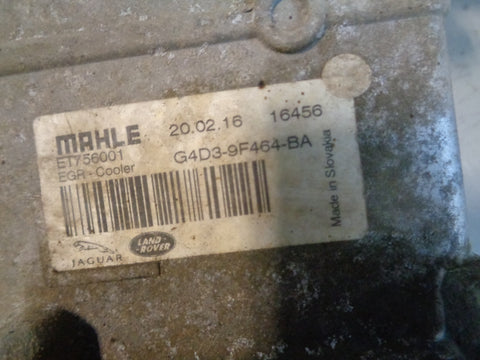 MAHLE 20.02.16 16456
ET756001 G4D3-9F464-BA
EGR - Cooler
Made in Slovakia
JAGUAR LAND ROVER